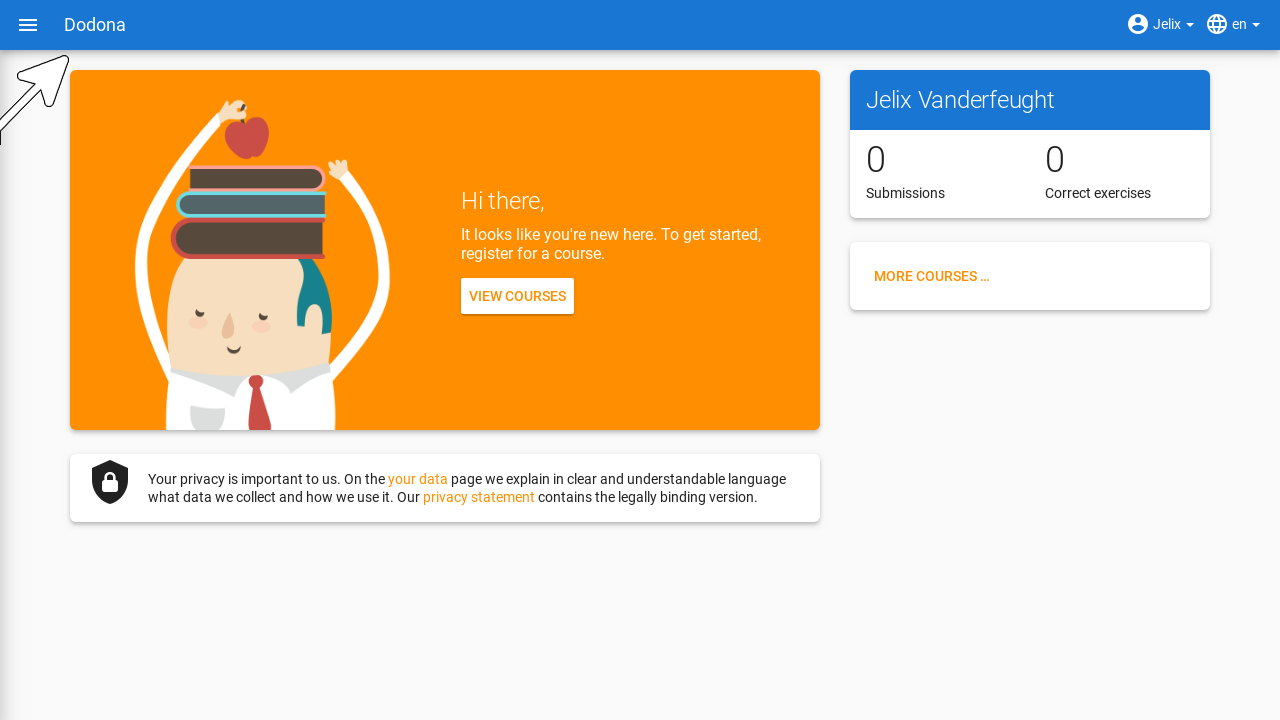 Dodona
Jelix
en
Hi there,
It looks like you're new here. To get started,
register for a course.
VIEW COURSES
Your privacy is important to us. On the your data page we explain in clear and understandable language
what data we collect and how we use it. Our privacy statement contains the legally binding version.
Jelix Vanderfeught
0
Submissions
0
Correct exercises
MORE COURSES ...